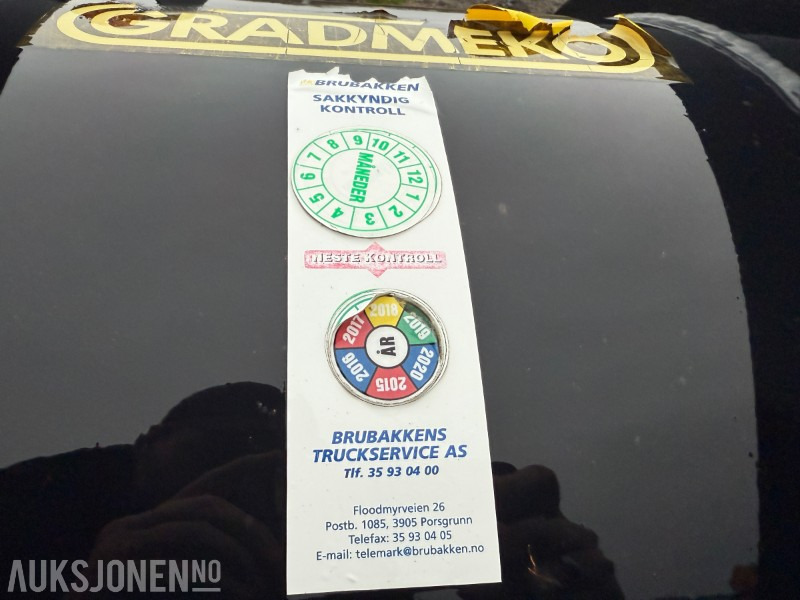 GRADMEKO
BRUBAKKEN
SAKKYNDIG
KONTROLL
1 2 3 4 5 6 7 8 9 10 11 12
MÅNEDER
NESTE KONTROLL
2015 2016 2017 2018 2019 2020
ÅR
BRUBAKKENS
TRUCKSERVICE AS
Tlf. 35 93 04 00
Floodmyrveien 26
Postb. 1085, 3905 Porsgrunn
Telefax: 35 93 04 05
E-mail: telemark@brubakken.no
AUKSJONEN.NO